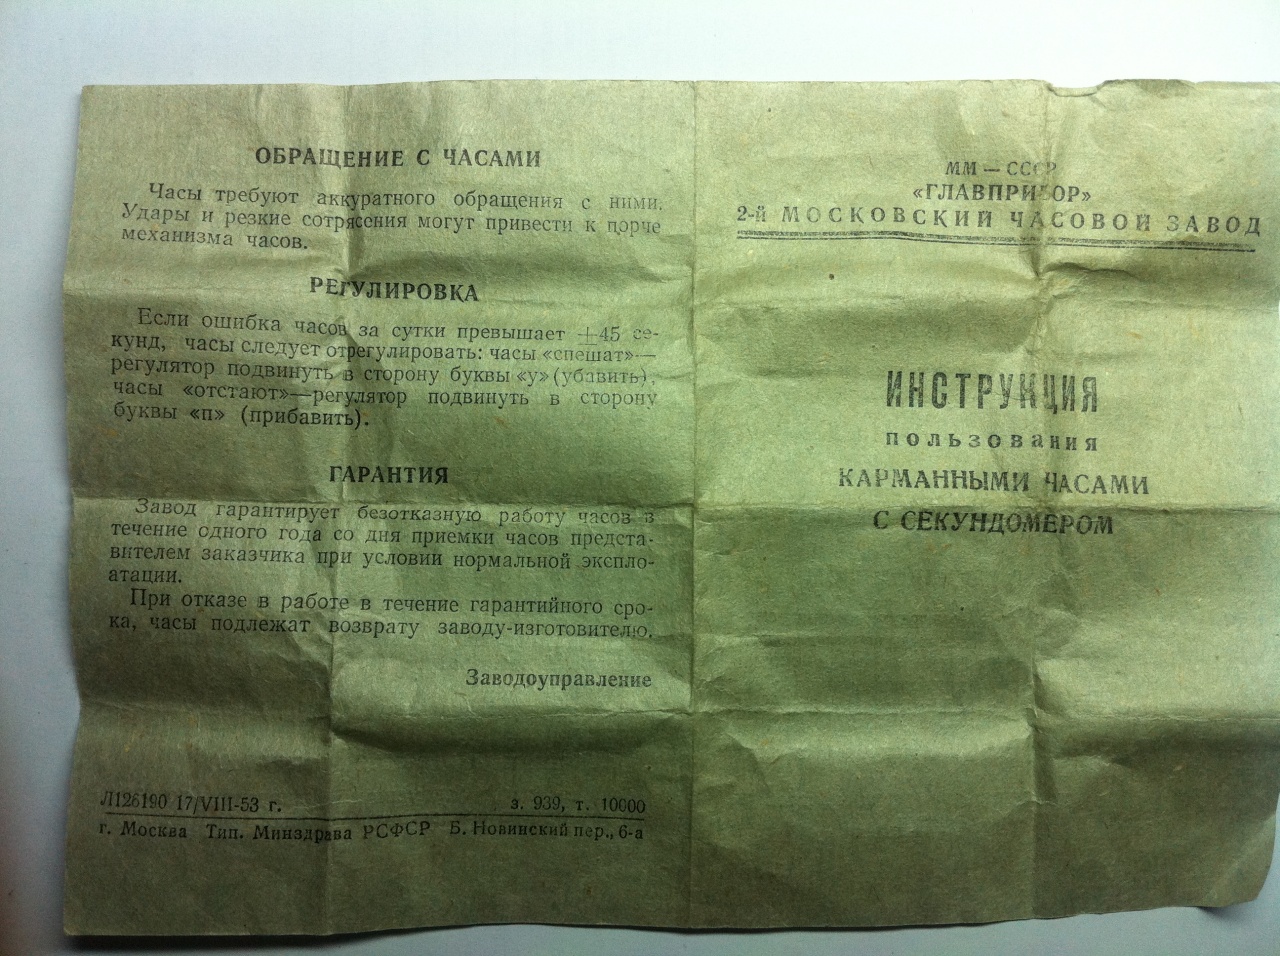 ОБРАЩЕНИЕ С ЧАСАМИ
Часы требуют аккуратного обращения с ними.
Удары и резкие сотрясения могут привести к порче
механизма часов.
РЕГУЛИРОВКА
Если ошибка часов за сутки превышает ±45 се-
кунд, часы следует отрегулировать: часы «спешат»—
регулятор подвинуть в сторону буквы «у» (убавить),
часы «отстают»—регулятор подвинуть в сторону
буквы «п» (прибавить).
ГАРАНТИЯ
Завод гарантирует безотказную работу часов в
течение одного года со дня приемки часов предста-
вителем заказчика при условии нормальной эксплo-
атации.
При отказе в работе в течение гарантийного сро-
ка, часы подлежат возврату заводу-изготовителю.
Заводоуправление
Л126190 17/VIII-53 г. з. 939, т. 10000
г. Москва Тип. Минздрава РСФСР Б. Новинский пер., 6-а
ММ — СССР
«ГЛАВПРИБОР»
2-й МОСКОВСКИЙ ЧАСОВОЙ ЗАВОД
ИНСТРУКЦИЯ
пользования
КАРМАННЫМИ ЧАСАМИ
С СЕКУНДОМЕРОМ